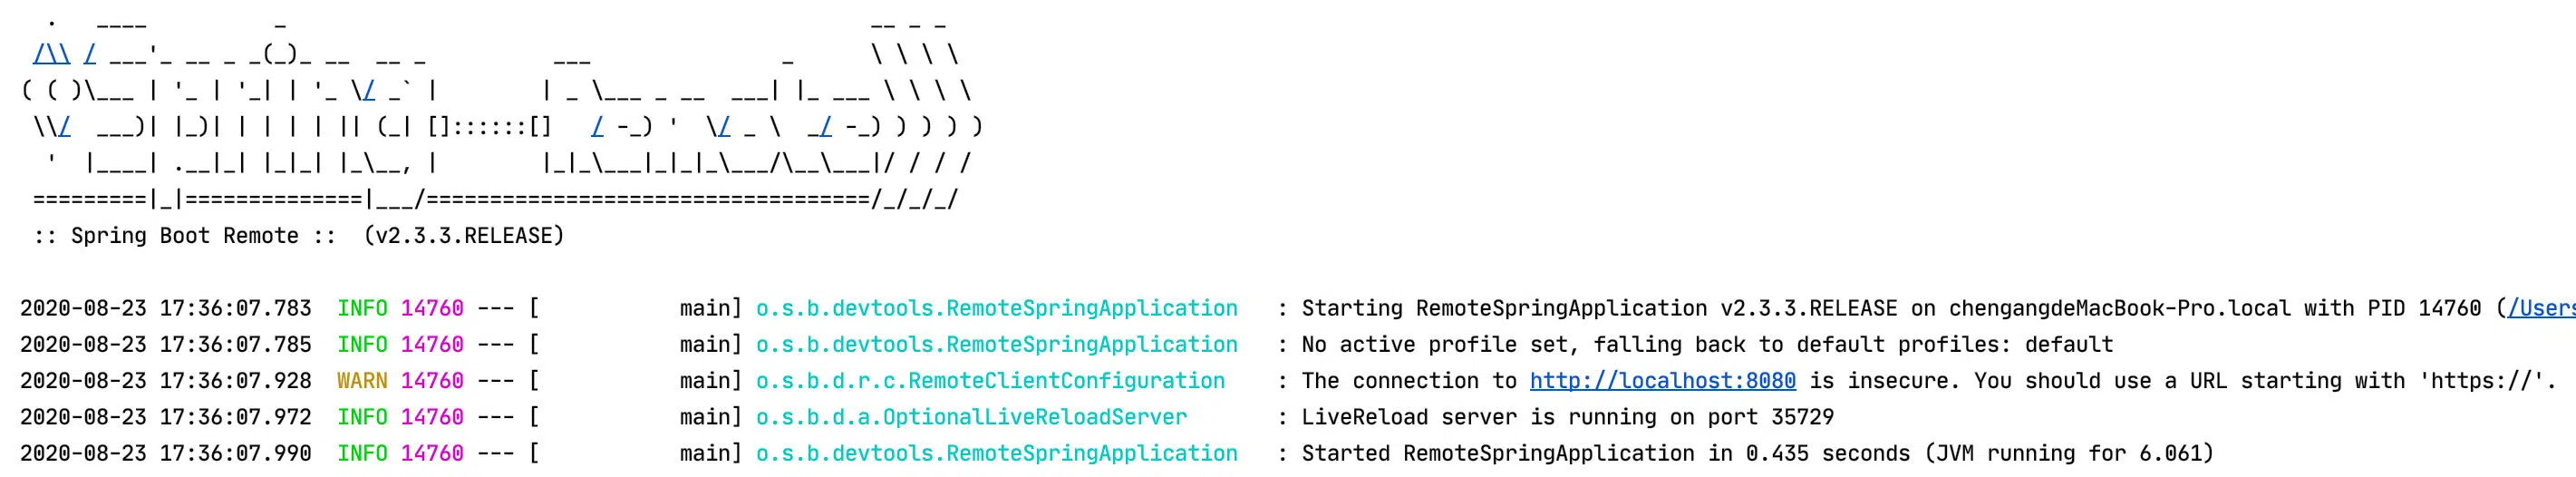 .   ____          _                                              __ _ _
 /\\ / ___'_ __ _ _(_)_ __  __ _          ___               _      \ \ \ \
( ( )\___ | '_ | '_| | '_ \/ _` |        | _ \___ _ __  ___| |_ ___ \ \ \ \
 \\/  ___)| |_)| | | | | || (_| []::::::[]   / -_) '  \/ _ \  _/ -_) ) ) ) )
  '  |____| .__|_| |_|_| |_\__, |        |_|_\___|_|_|_\___/\__\___|/ / / /
 =========|_|==============|___/===================================/_/_/_/
 :: Spring Boot Remote ::  (v2.3.3.RELEASE)
2020-08-23 17:36:07.783  INFO 14760 --- [           main] o.s.b.devtools.RemoteSpringApplication   : Starting RemoteSpringApplication v2.3.3.RELEASE on chengangdeMacBook-Pro.local with PID 14760 (/Users
2020-08-23 17:36:07.785  INFO 14760 --- [           main] o.s.b.devtools.RemoteSpringApplication   : No active profile set, falling back to default profiles: default
2020-08-23 17:36:07.928  WARN 14760 --- [           main] o.s.b.d.r.c.RemoteClientConfiguration    : The connection to http://localhost:8080 is insecure. You should use a URL starting with 'https://'.
2020-08-23 17:36:07.972  INFO 14760 --- [           main] o.s.b.d.a.OptionalLiveReloadServer       : LiveReload server is running on port 35729
2020-08-23 17:36:07.990  INFO 14760 --- [           main] o.s.b.devtools.RemoteSpringApplication   : Started RemoteSpringApplication in 0.435 seconds (JVM running for 6.061)